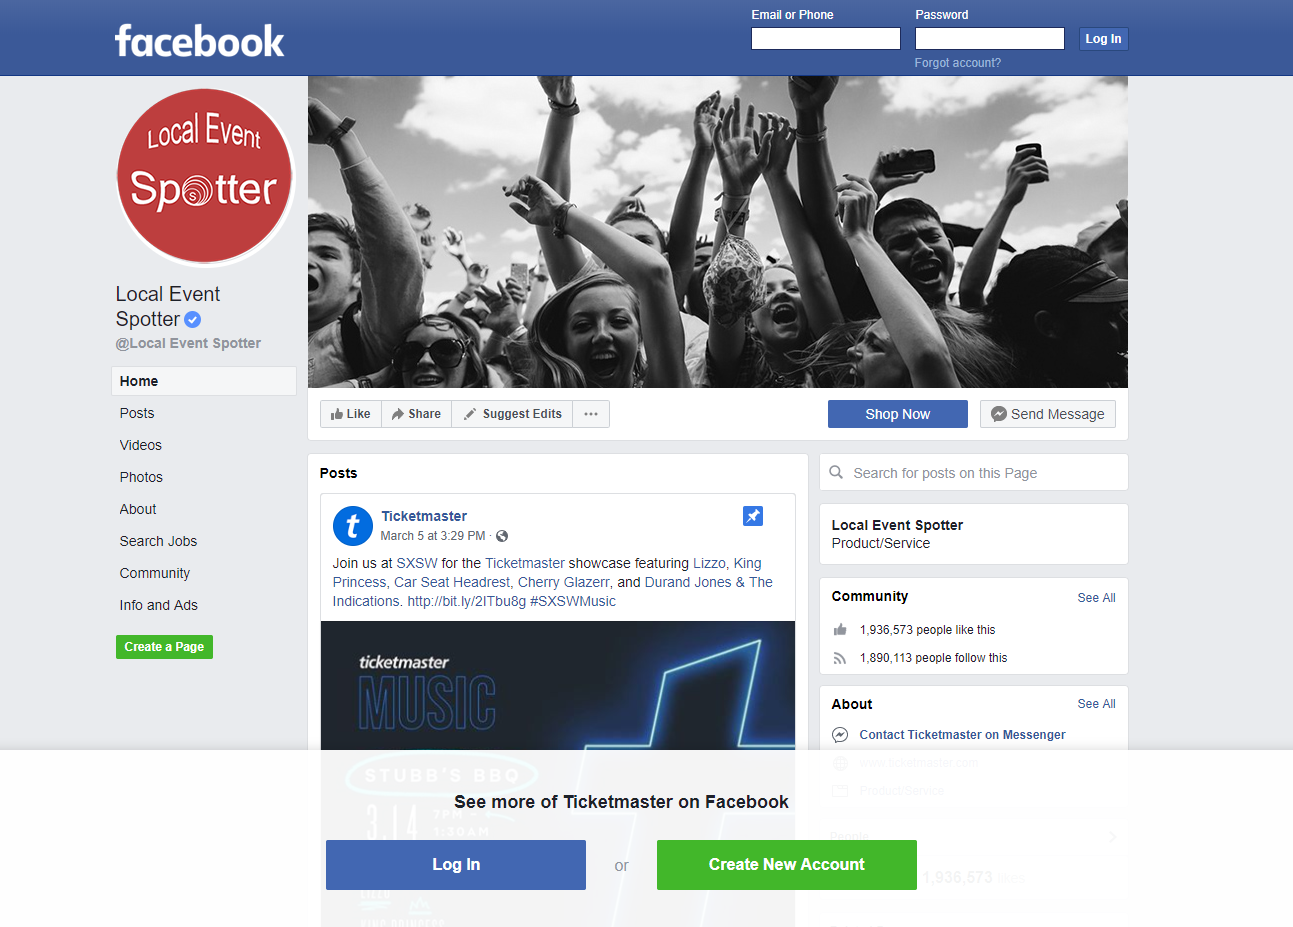 facebook
Email or Phone
Password
Log In
Forgot account?
Local Event
Spotter
Local Event
Spotter
@Local Event Spotter
Home
Posts
Videos
Photos
About
Search Jobs
Community
Info and Ads
Create a Page
Like
Share
Suggest Edits
Shop Now
Send Message
Posts
t
Ticketmaster
March 5 at 3:29 PM ·
Join us at SXSW for the Ticketmaster showcase featuring Lizzo, King
Princess, Car Seat Headrest, Cherry Glazerr, and Durand Jones & The
Indications. http://bit.ly/2ITbu8g #SXSWMusic
ticketmaster
MUSIC
STUBB'S BBQ
3.14
7PM –
1:30AM
Search for posts on this Page
Local Event Spotter
Product/Service
Community
See All
1,936,573 people like this
1,890,113 people follow this
About
See All
Contact Ticketmaster on Messenger
www.ticketmaster.com
Product/Service
People
1,936,573 likes
See more of Ticketmaster on Facebook
Log In
or
Create New Account